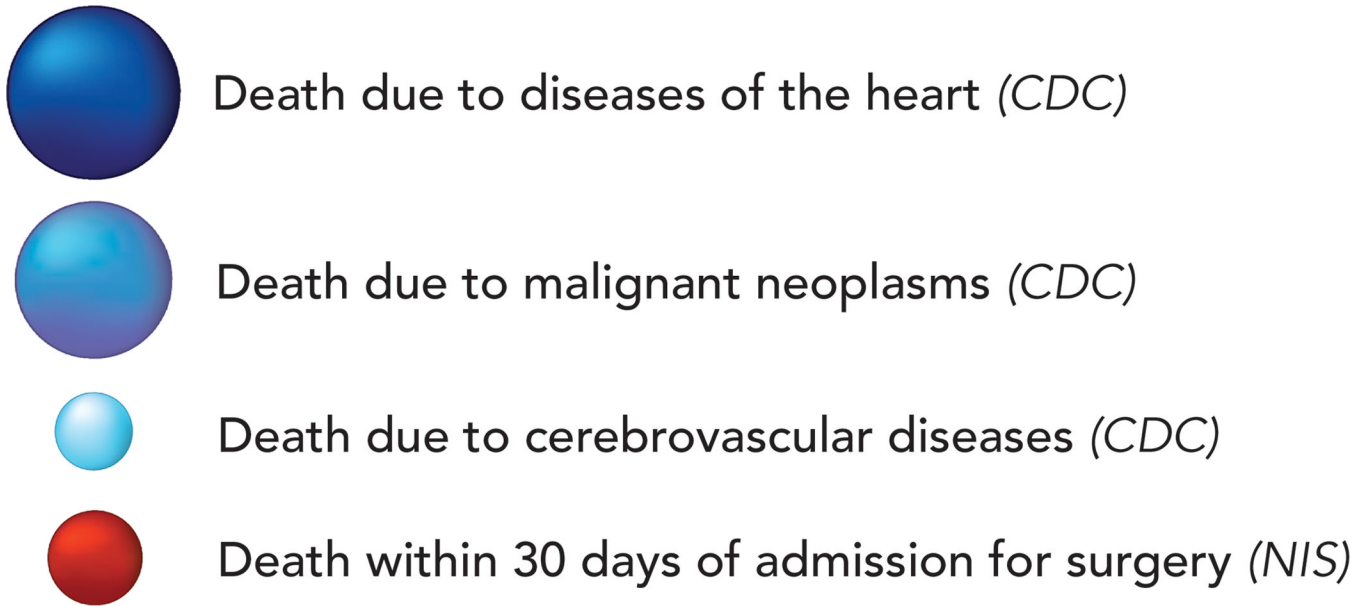 Death due to diseases of the heart (CDC)
Death due to malignant neoplasms (CDC)
Death due to cerebrovascular diseases (CDC)
Death within 30 days of admission for surgery (NIS)